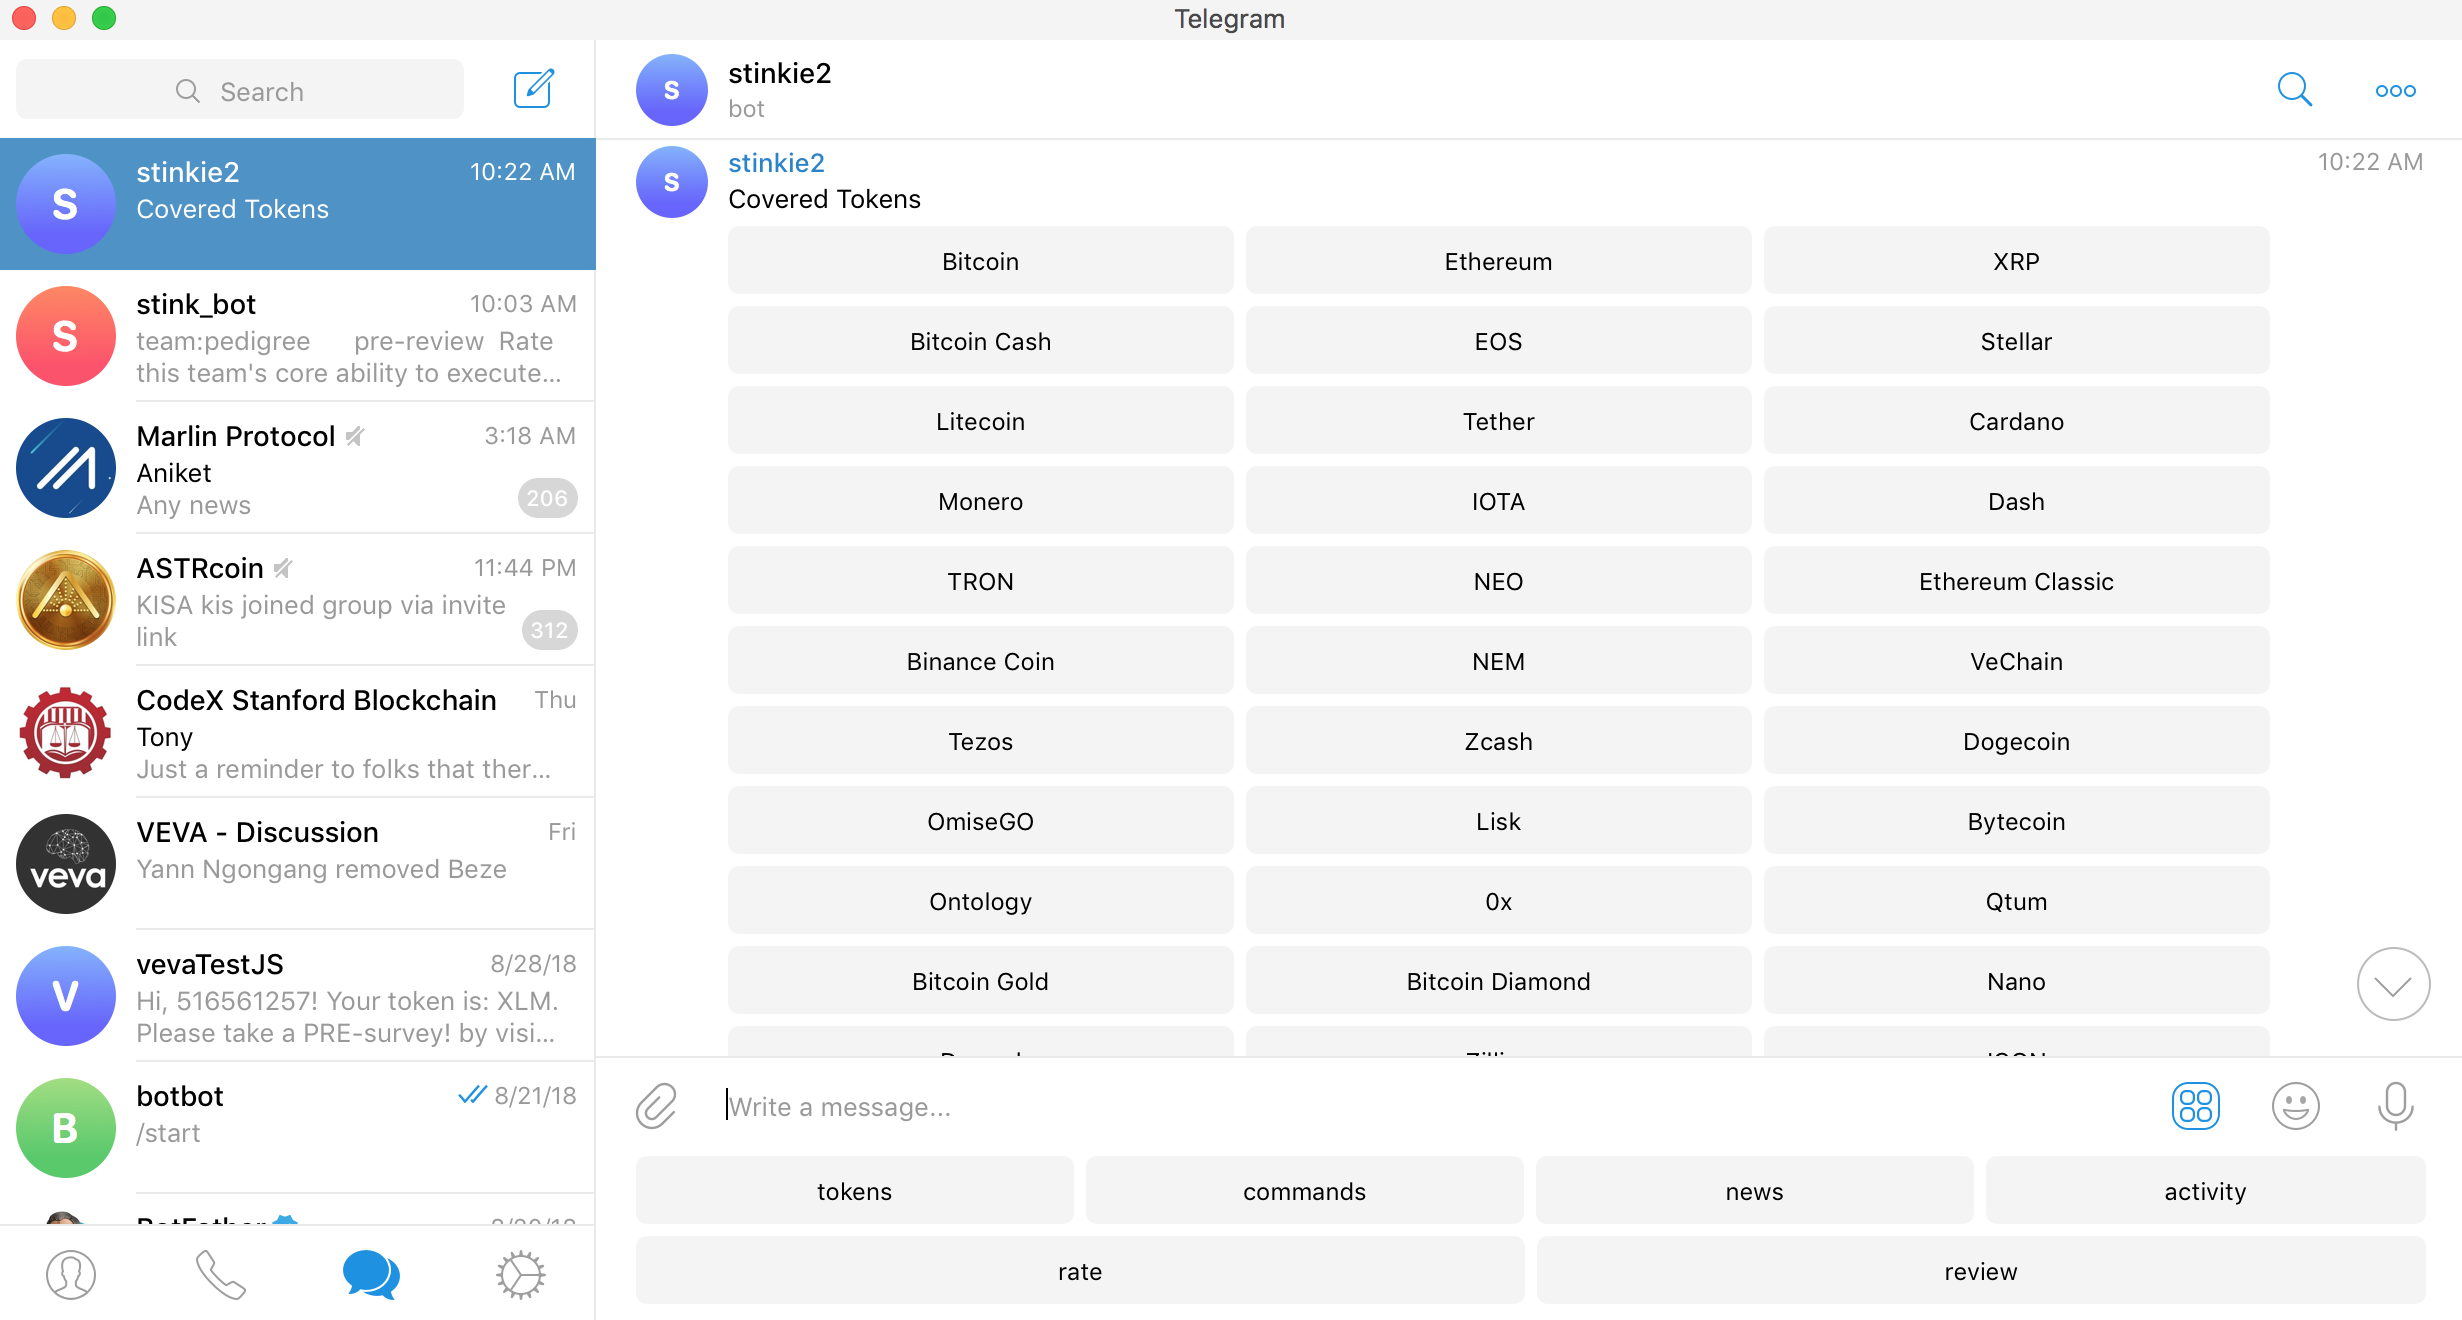 Telegram
Search
stinkie2 10:22 AM
Covered Tokens
S
stink_bot 10:03 AM
S
team:pedigree pre-review Rate
this team's core ability to execute...
Marlin Protocol 3:18 AM
Aniket
Any news 206
ASTRcoin 11:44 PM
KISA kis joined group via invite
link 312
CodeX Stanford Blockchain Thu
Tony
Just a reminder to folks that ther...
VEVA - Discussion Fri
Yann Ngongang removed Beze
veva
vevaTestJS 8/28/18
V
Hi, 516561257! Your token is: XLM.
Please take a PRE-survey! by visi...
botbot 8/21/18
B
/start
BotFather
S
stinkie2
bot
S
stinkie2 10:22 AM
Covered Tokens
Bitcoin Ethereum XRP
Bitcoin Cash EOS Stellar
Litecoin Tether Cardano
Monero IOTA Dash
TRON NEO Ethereum Classic
Binance Coin NEM VeChain
Tezos Zcash Dogecoin
OmiseGO Lisk Bytecoin
Ontology 0x Qtum
Bitcoin Gold Bitcoin Diamond Nano
ICON
Write a message...
tokens commands news activity
rate review